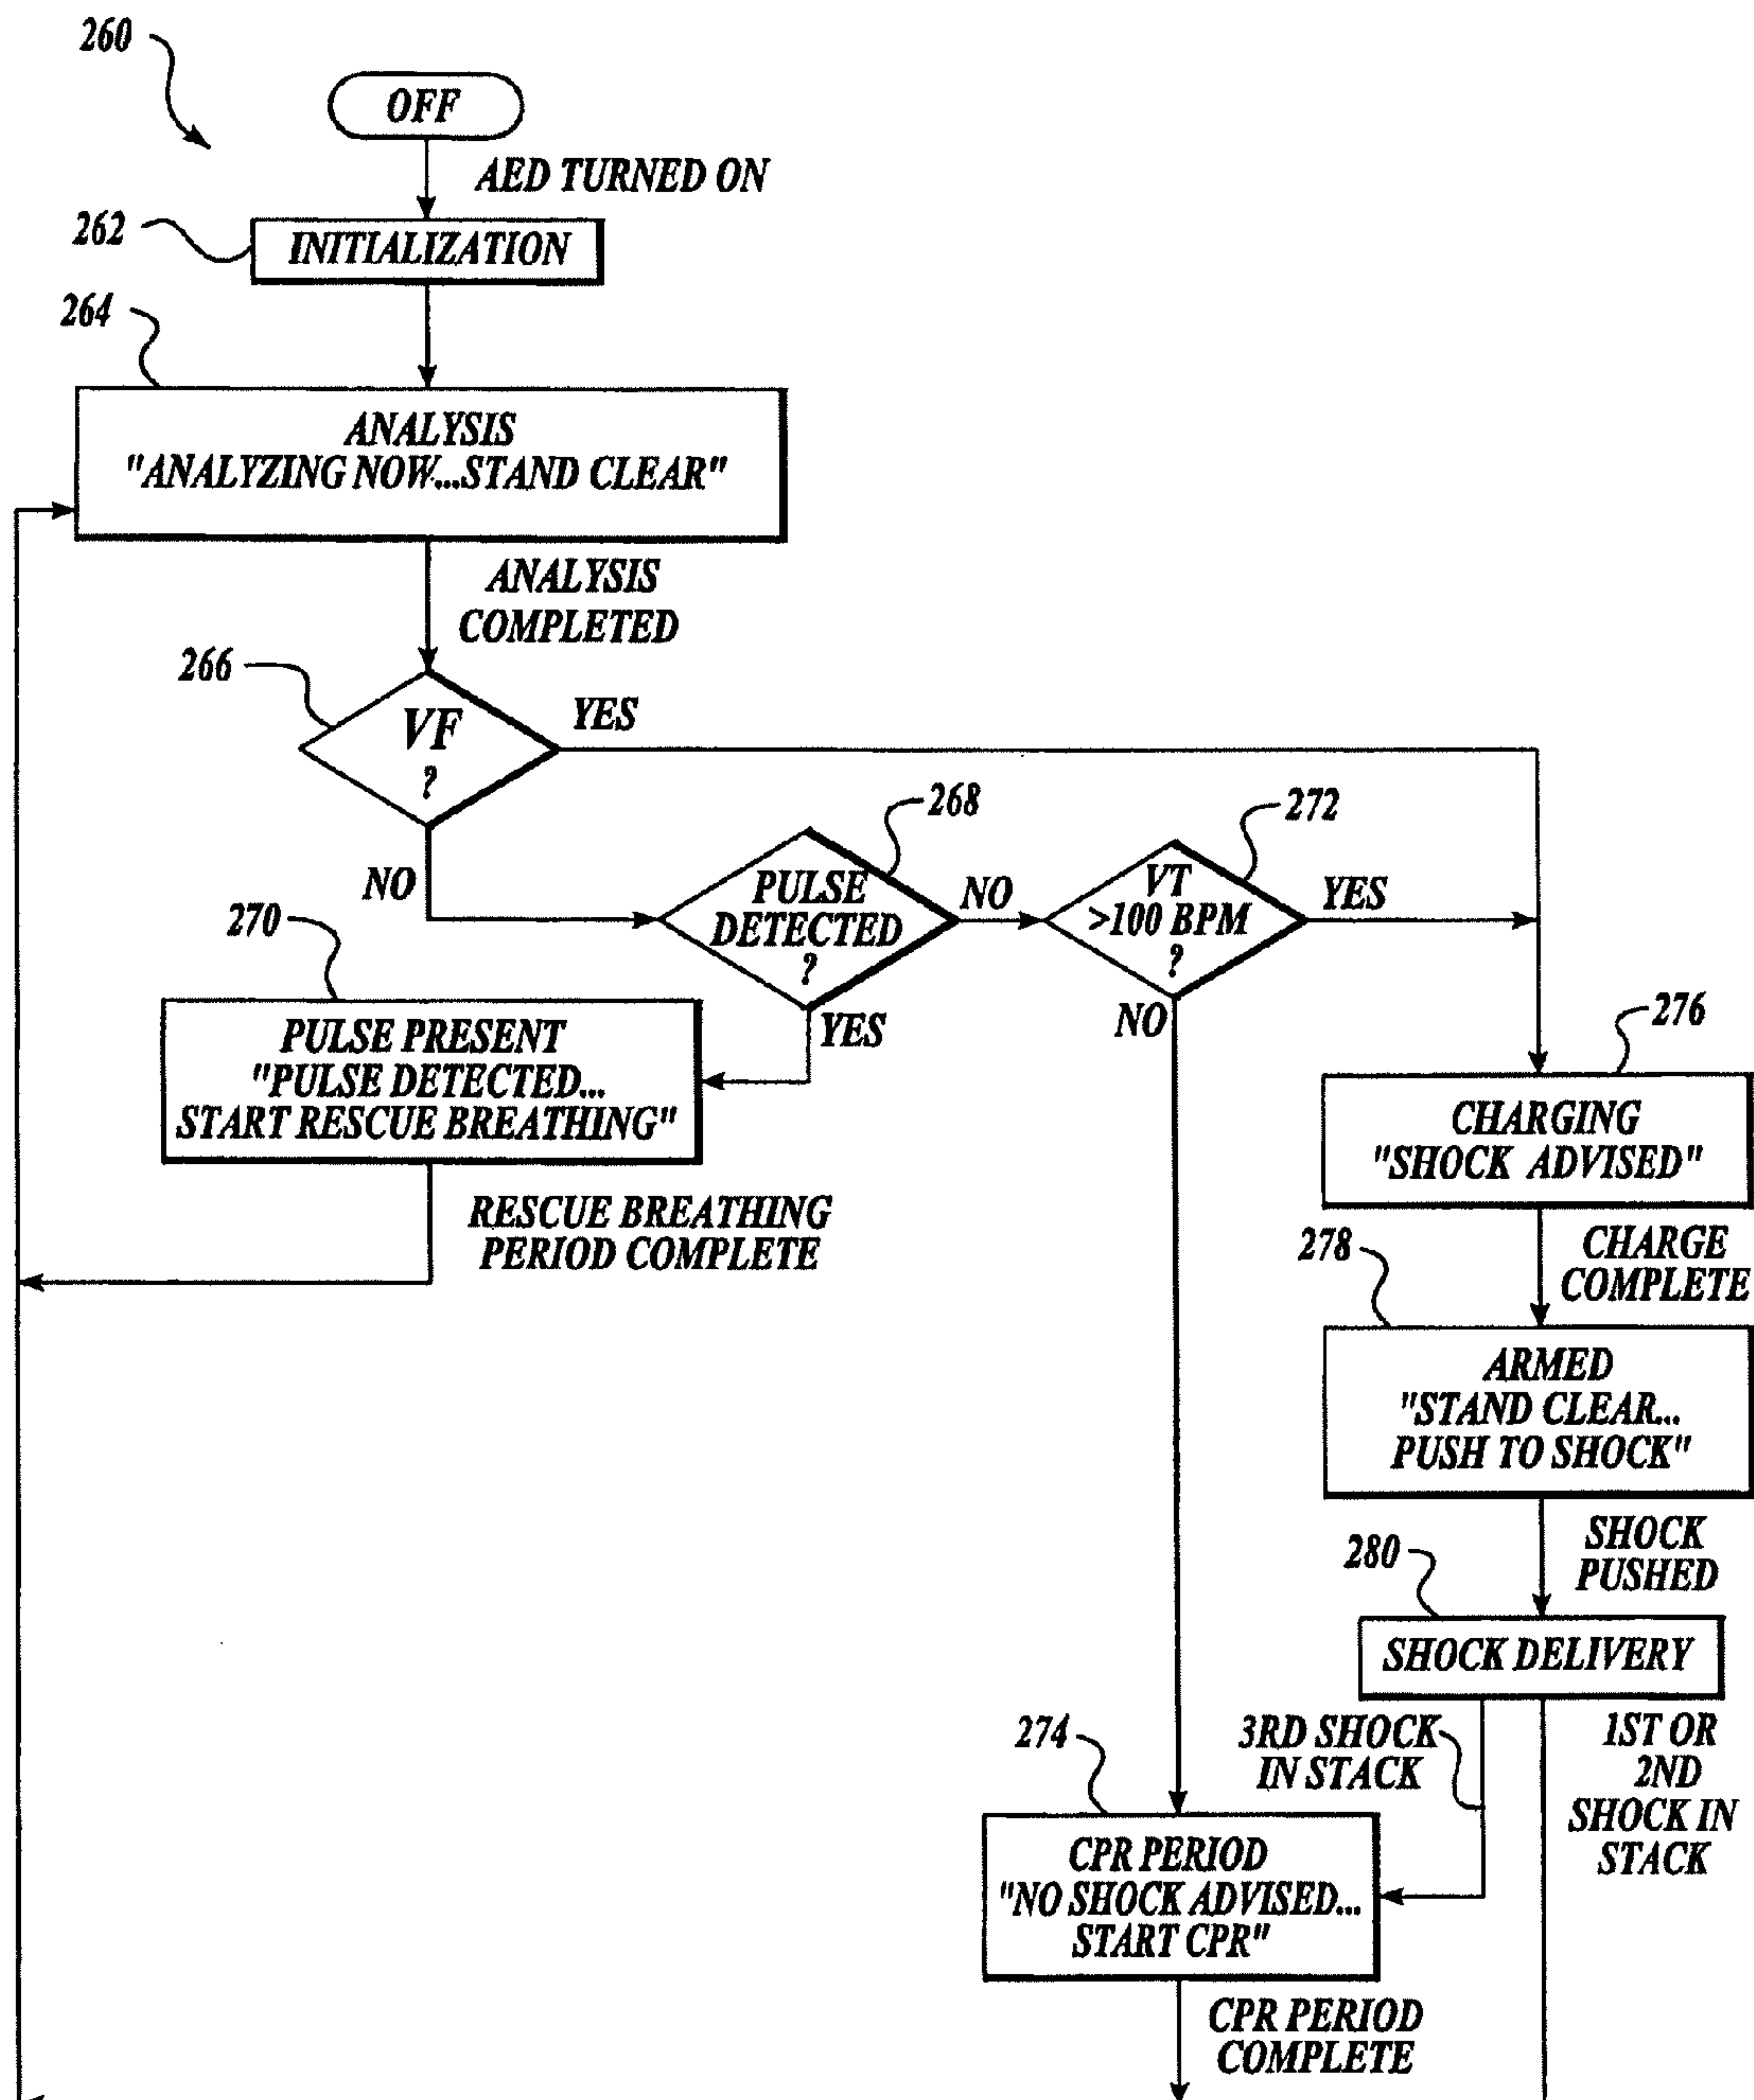 260
OFF
AED TURNED ON
262
INITIALIZATION
264
ANALYSIS
"ANALYZING NOW...STAND CLEAR"
ANALYSIS
COMPLETED
266
VF
?
YES
NO
268
PULSE
DETECTED
?
NO
YES
272
VT
>100 BPM
?
YES
NO
270
PULSE PRESENT
"PULSE DETECTED...
START RESCUE BREATHING"
RESCUE BREATHING
PERIOD COMPLETE
276
CHARGING
"SHOCK ADVISED"
CHARGE
COMPLETE
278
ARMED
"STAND CLEAR...
PUSH TO SHOCK"
SHOCK
PUSHED
280
SHOCK DELIVERY
3RD SHOCK
IN STACK
1ST OR
2ND
SHOCK IN
STACK
274
CPR PERIOD
"NO SHOCK ADVISED...
START CPR"
CPR PERIOD
COMPLETE